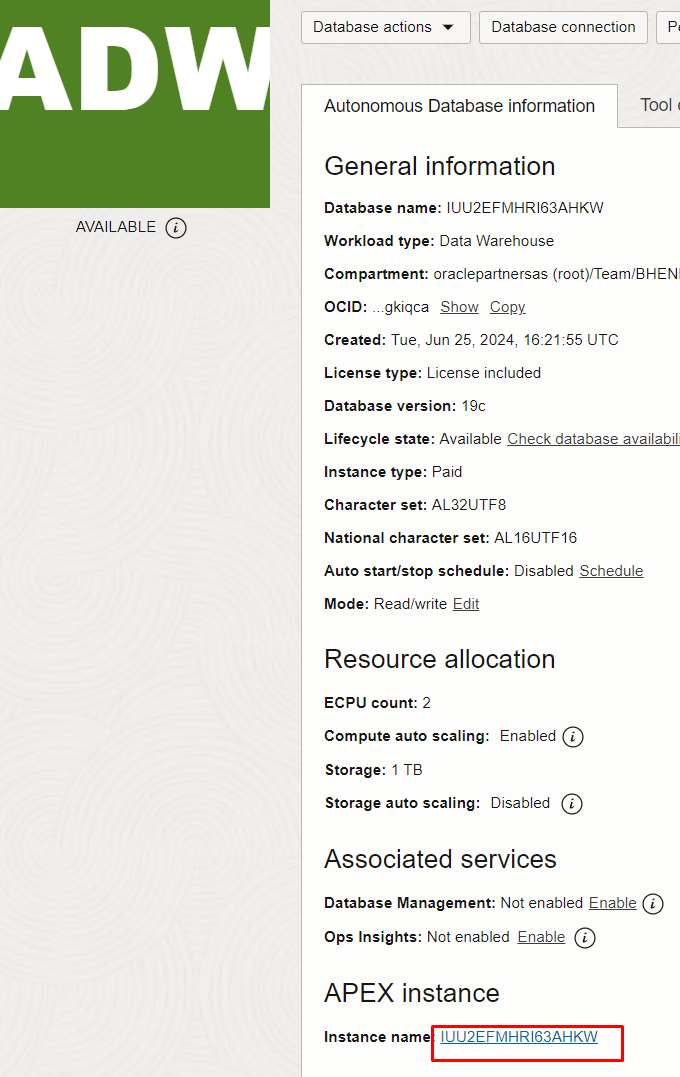 ADW
AVAILABLE
Database actions
Database connection
Autonomous Database information
Tool
General information
Database name: IUU2EFMHRI63AHKW
Workload type: Data Warehouse
Compartment: oraclepartnersas (root)/Team/BHEN
OCID: ...gkiqca Show Copy
Created: Tue, Jun 25, 2024, 16:21:55 UTC
License type: License included
Database version: 19c
Lifecycle state: Available Check database availabili
Instance type: Paid
Character set: AL32UTF8
National character set: AL16UTF16
Auto start/stop schedule: Disabled Schedule
Mode: Read/write Edit
Resource allocation
ECPU count: 2
Compute auto scaling: Enabled
Storage: 1 TB
Storage auto scaling: Disabled
Associated services
Database Management: Not enabled Enable
Ops Insights: Not enabled Enable
APEX instance
Instance name: IUU2EFMHRI63AHKW